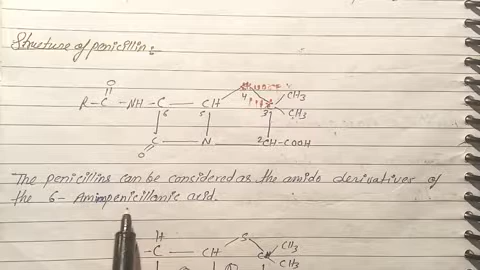 Structure of penicillin:
O
R-C-NH-C-CH
6 5 4 3
CH3
CH3
C N 2CH-COOH
O
The penicillins can be considered as the amido derivatives of
the 6- Aminopenicillanic acid.
H S CH3
C CH C CH3